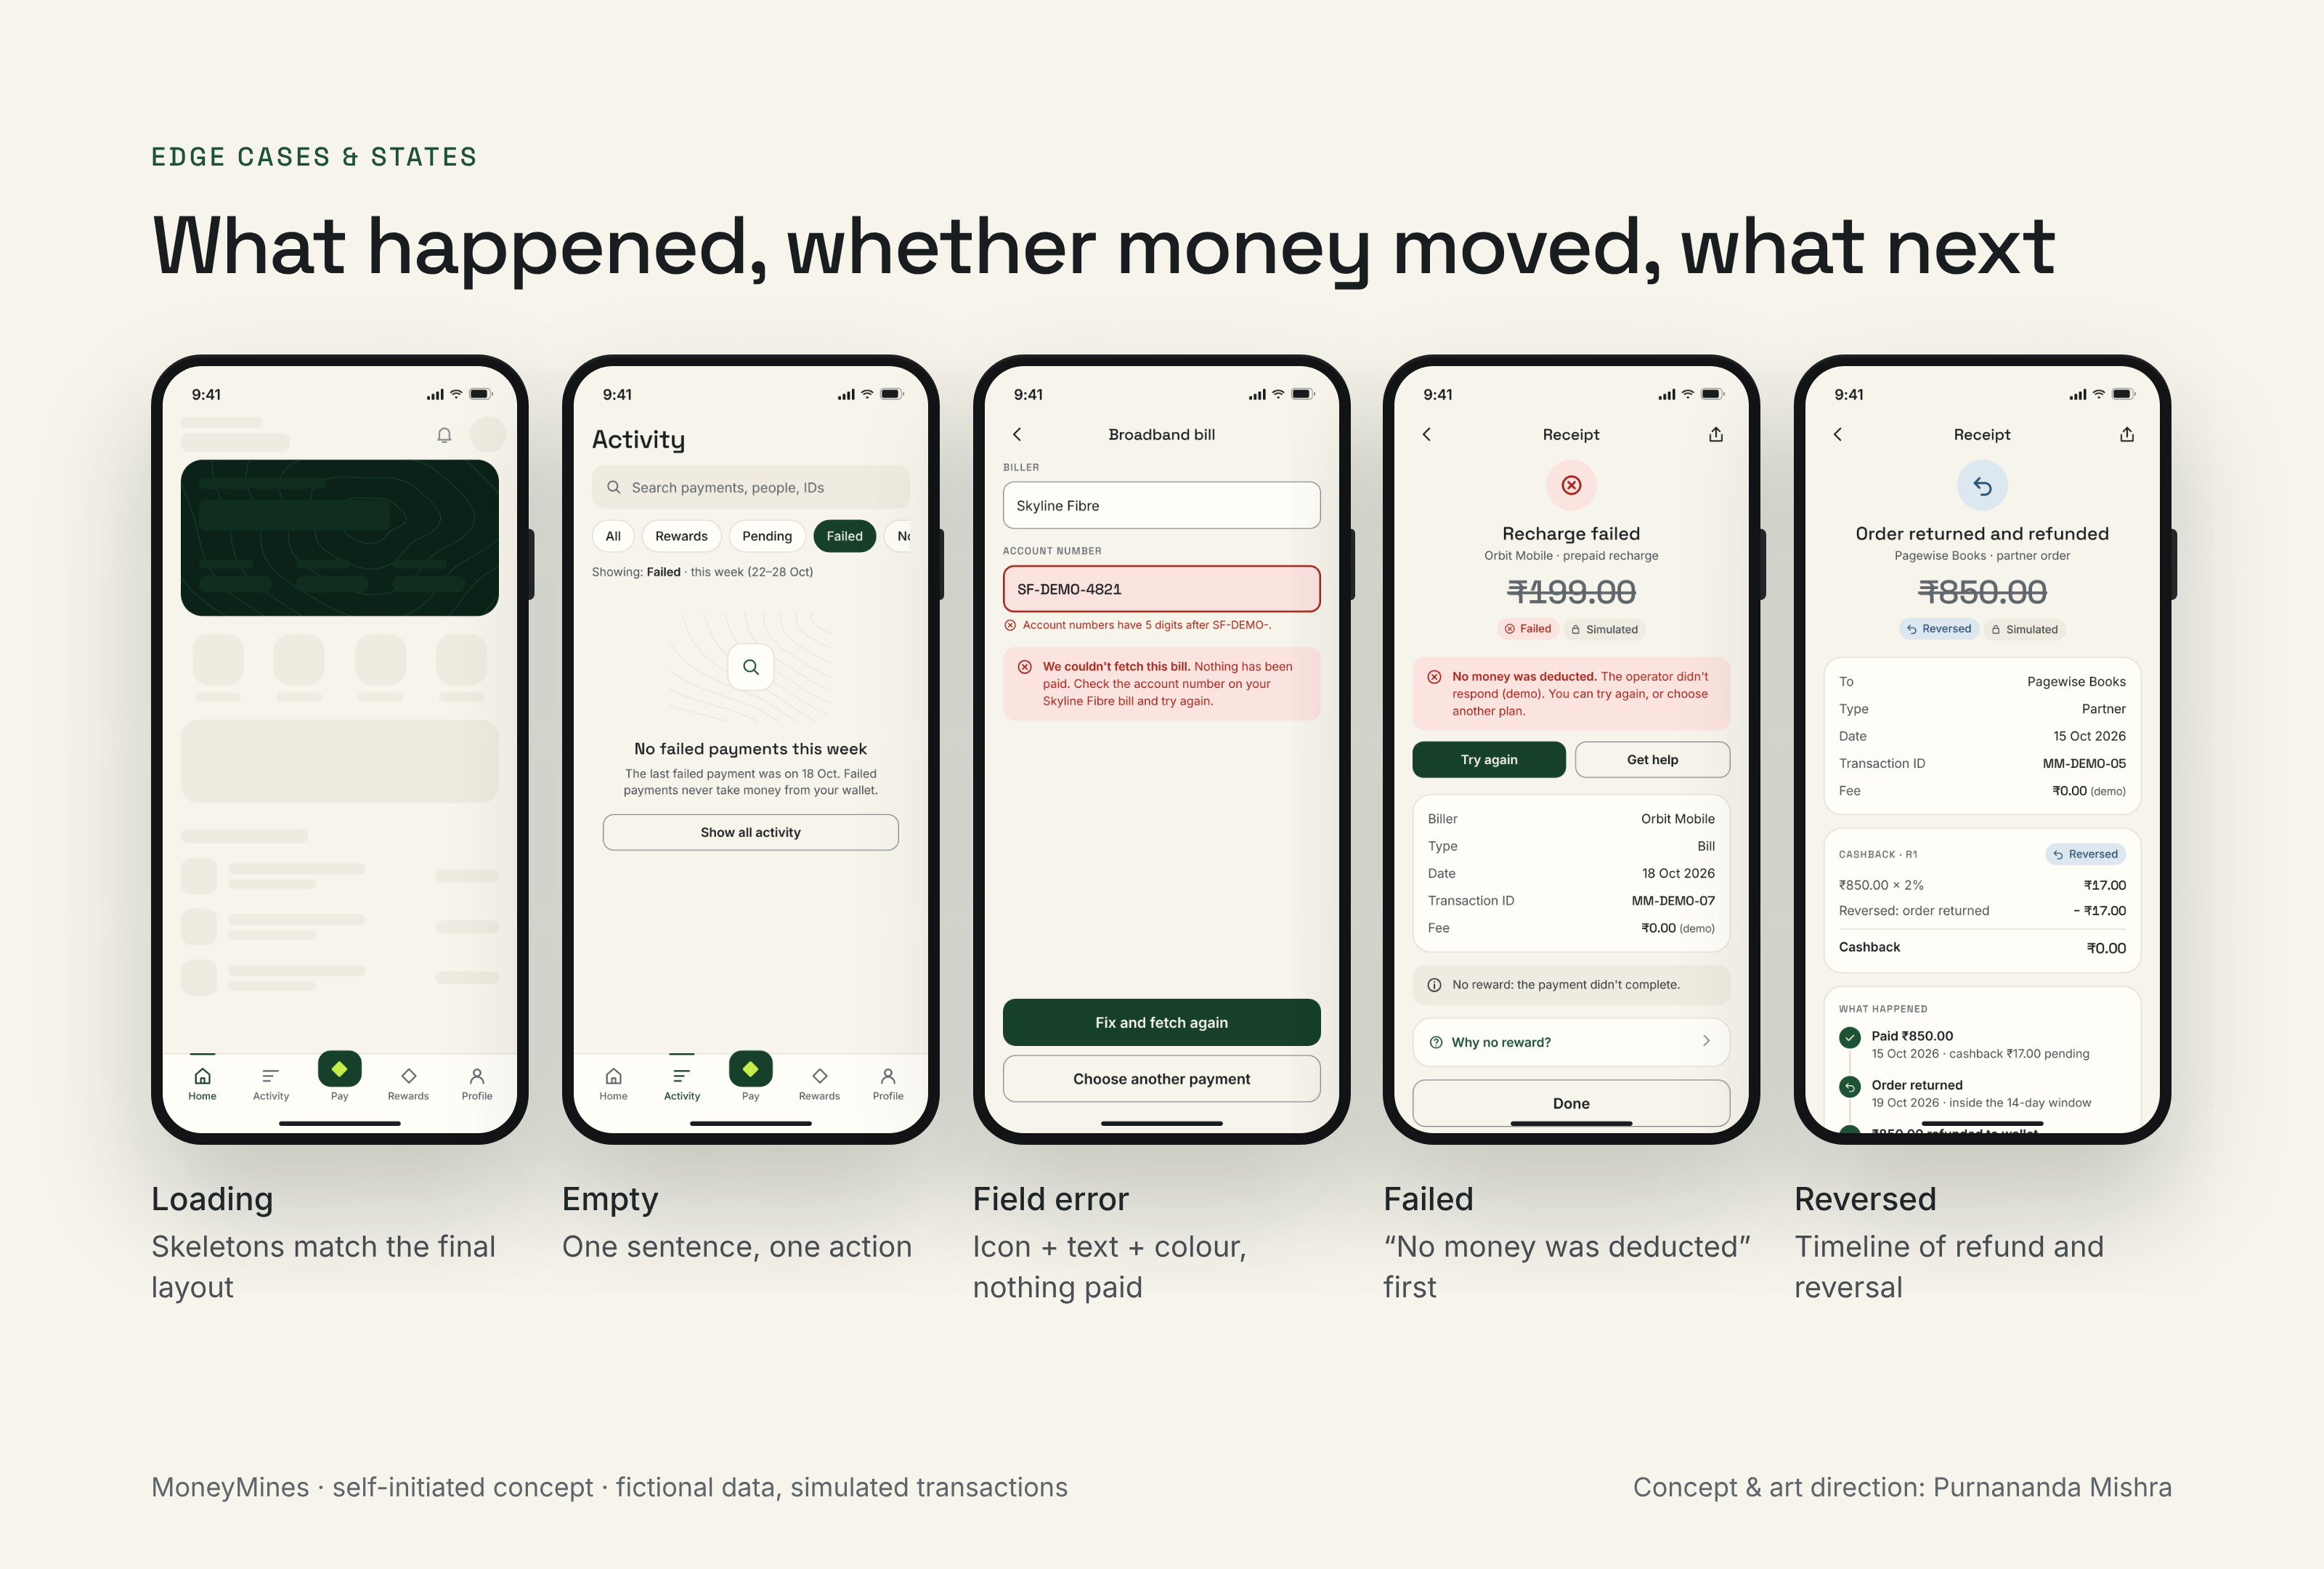 EDGE CASES & STATES
What happened, whether money moved, what next
9:41
Home
Activity
Pay
Rewards
Profile
9:41
Activity
Search payments, people, IDs
All
Rewards
Pending
Failed
Showing: Failed · this week (22–28 Oct)
No failed payments this week
The last failed payment was on 18 Oct. Failed
payments never take money from your wallet.
Show all activity
Home
Activity
Pay
Rewards
Profile
9:41
Broadband bill
BILLER
Skyline Fibre
ACCOUNT NUMBER
SF-DEMO-4821
Account numbers have 5 digits after SF-DEMO-.
We couldn't fetch this bill. Nothing has been
paid. Check the account number on your
Skyline Fibre bill and try again.
Fix and fetch again
Choose another payment
9:41
Receipt
Recharge failed
Orbit Mobile · prepaid recharge
₹199.00
Failed
Simulated
No money was deducted. The operator didn't
respond (demo). You can try again, or choose
another plan.
Try again
Get help
Biller Orbit Mobile
Type Bill
Date 18 Oct 2026
Transaction ID MM-DEMO-07
Fee ₹0.00 (demo)
No reward: the payment didn't complete.
Why no reward?
Done
9:41
Receipt
Order returned and refunded
Pagewise Books · partner order
₹850.00
Reversed
Simulated
To Pagewise Books
Type Partner
Date 15 Oct 2026
Transaction ID MM-DEMO-05
Fee ₹0.00 (demo)
CASHBACK · R1 Reversed
₹850.00 × 2% ₹17.00
Reversed: order returned − ₹17.00
Cashback ₹0.00
WHAT HAPPENED
Paid ₹850.00
15 Oct 2026 · cashback ₹17.00 pending
Order returned
19 Oct 2026 · inside the 14-day window
₹850.00 refunded to wallet
Loading
Skeletons match the final
layout
Empty
One sentence, one action
Field error
Icon + text + colour,
nothing paid
Failed
“No money was deducted”
first
Reversed
Timeline of refund and
reversal
MoneyMines · self-initiated concept · fictional data, simulated transactions
Concept & art direction: Purnananda Mishra